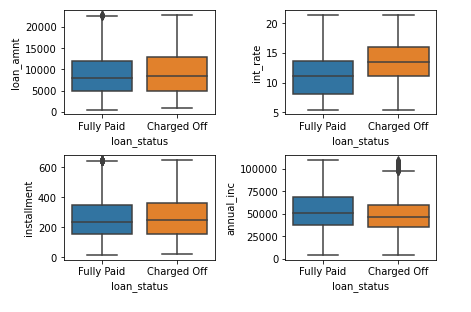 loan_amnt
20000
15000
10000
5000
0
Fully Paid
Charged Off
loan_status
int_rate
20
15
10
5
Fully Paid
Charged Off
loan_status
installment
600
400
200
0
Fully Paid
Charged Off
loan_status
annual_inc
100000
75000
50000
25000
0
Fully Paid
Charged Off
loan_status